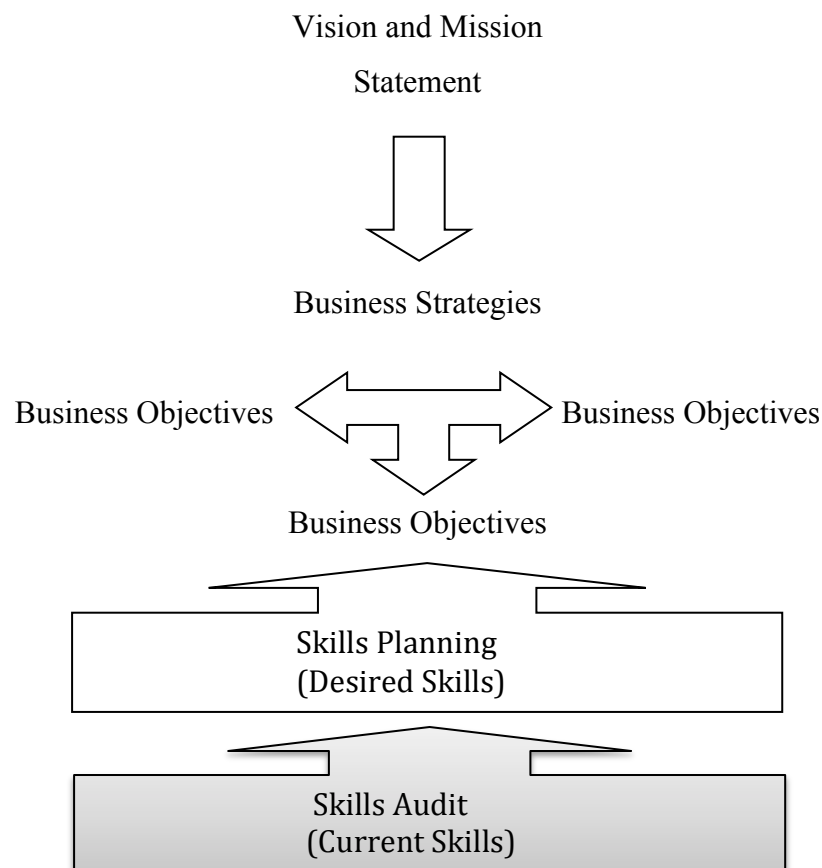 Vision and Mission
Statement
Business Strategies
Business Objectives
Business Objectives
Business Objectives
Skills Planning
(Desired Skills)
Skills Audit
(Current Skills)